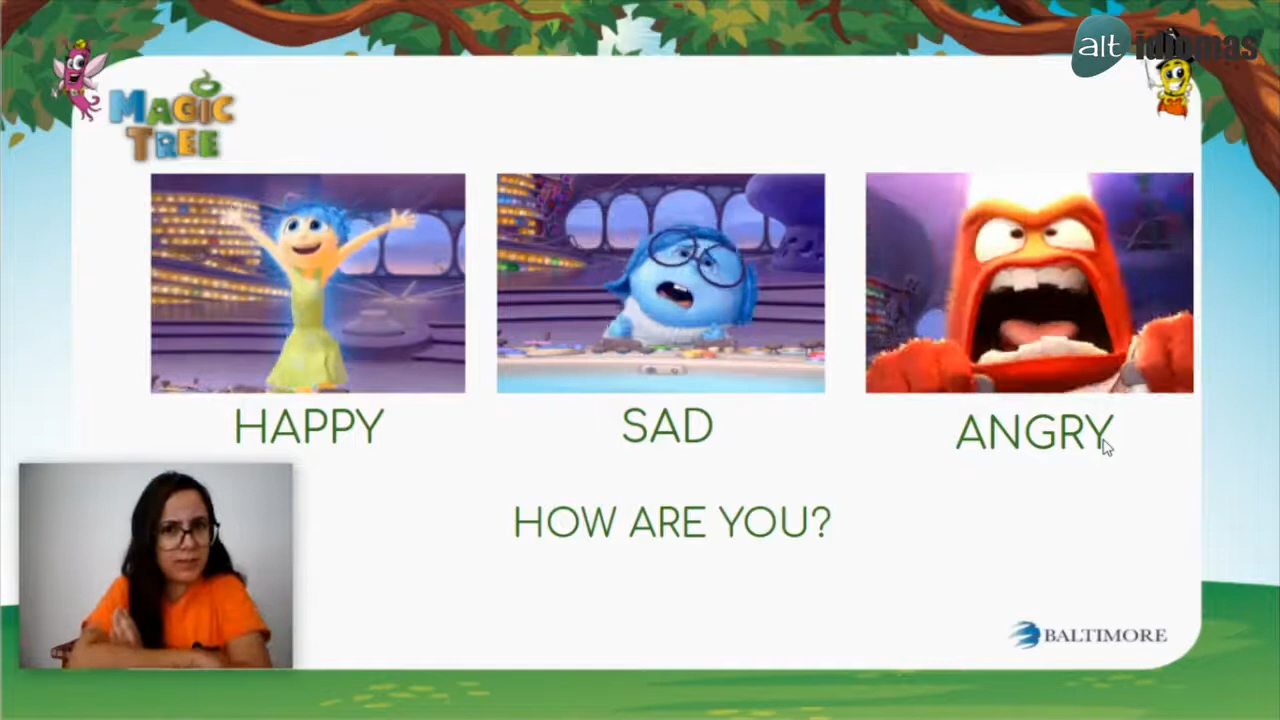 alt idiomas
MAGIC
TREE
HAPPY
SAD
ANGRY
HOW ARE YOU?
BALTIMORE